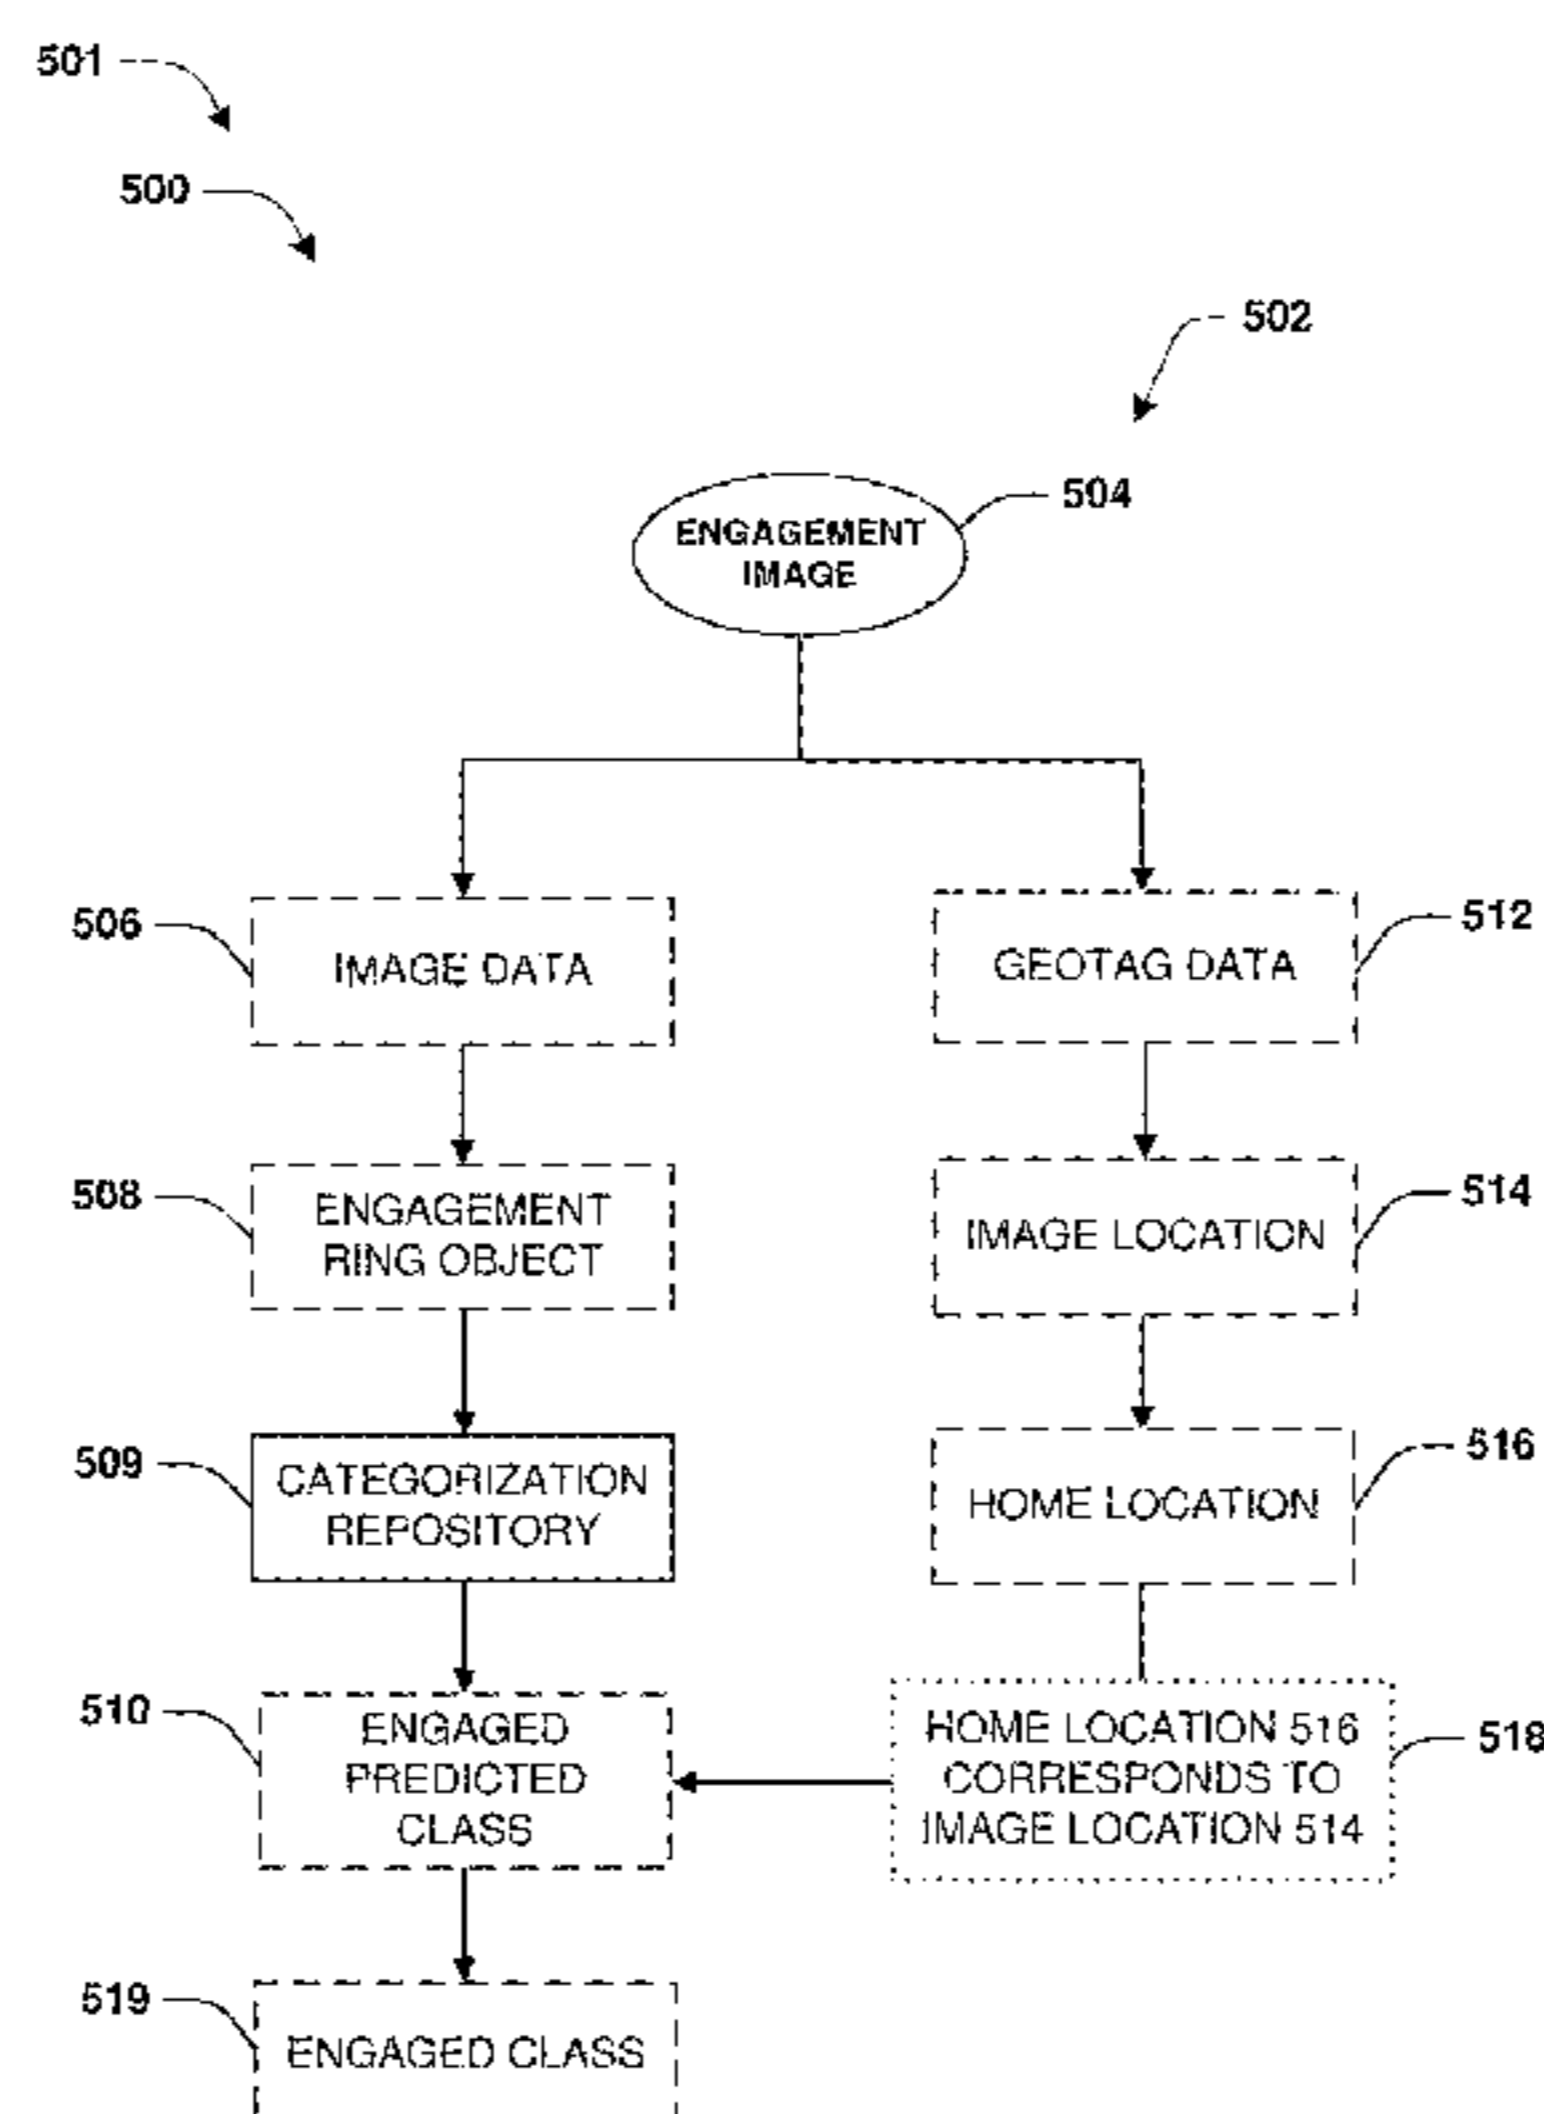 501
500
502
504
ENGAGEMENT
IMAGE
506
IMAGE DATA
512
GEOTAG DATA
508
ENGAGEMENT
RING OBJECT
514
IMAGE LOCATION
509
CATEGORIZATION
REPOSITORY
516
HOME LOCATION
510
ENGAGED
PREDICTED
CLASS
HOME LOCATION 516
CORRESPONDS TO
IMAGE LOCATION 514
518
519
ENGAGED CLASS